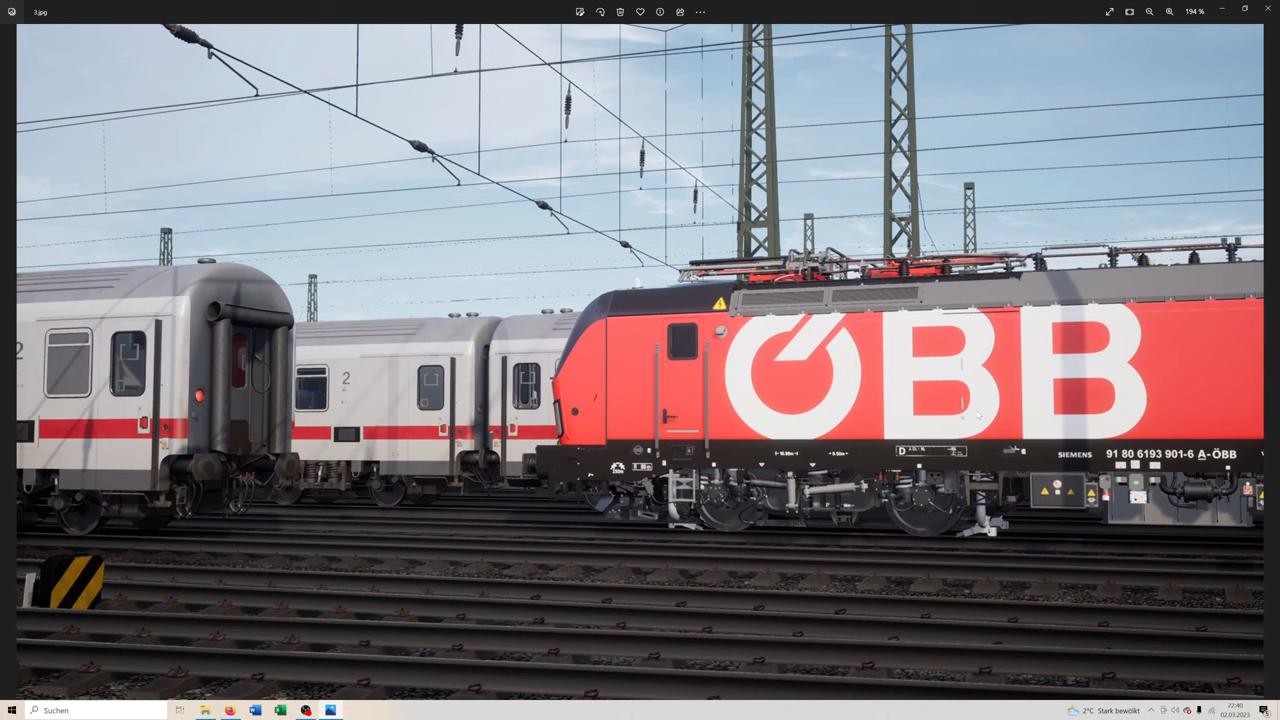 3.jpg
194 %
2
2
ÖBB
D
SIEMENS
91 80 6193 901-6 A-ÖBB
Suchen
2°C Stark bewölkt
22:40
02.03.2023